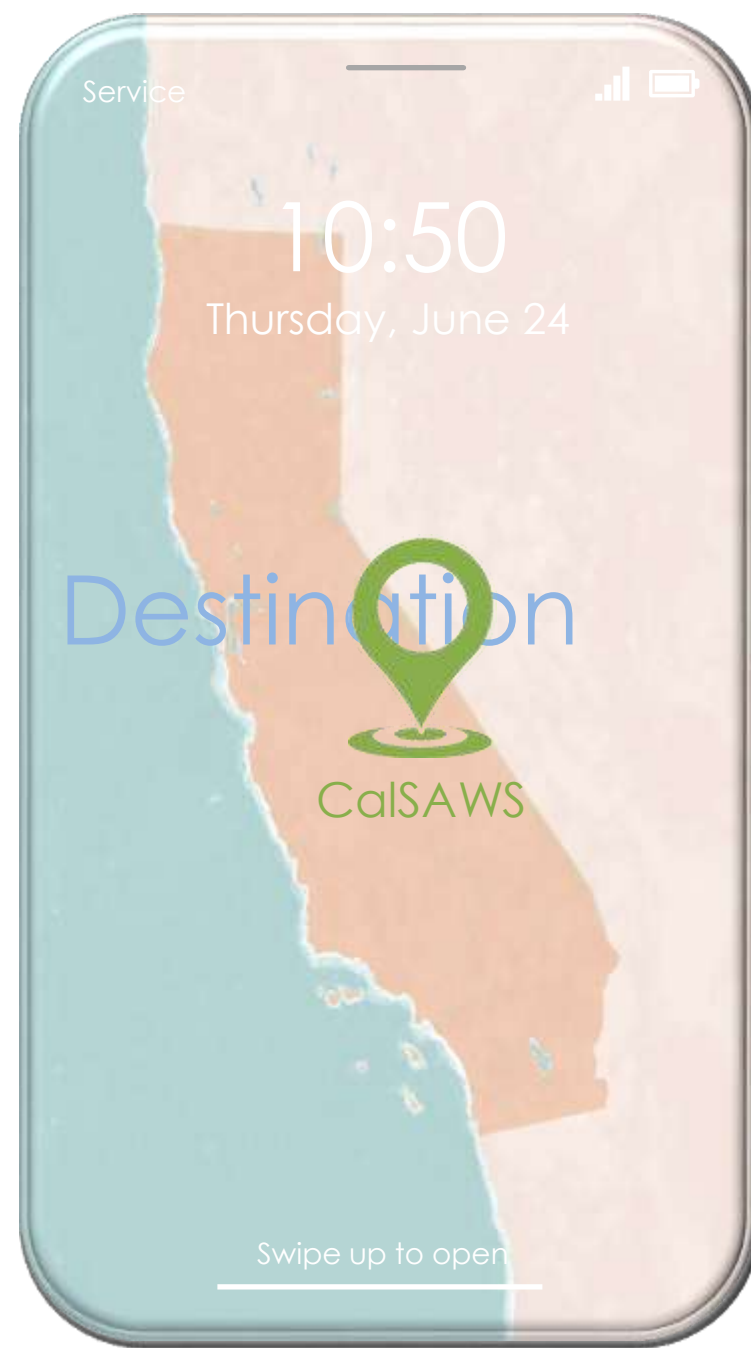 Service
10:50
Thursday, June 24
Destination
CalSAWS
Swipe up to open